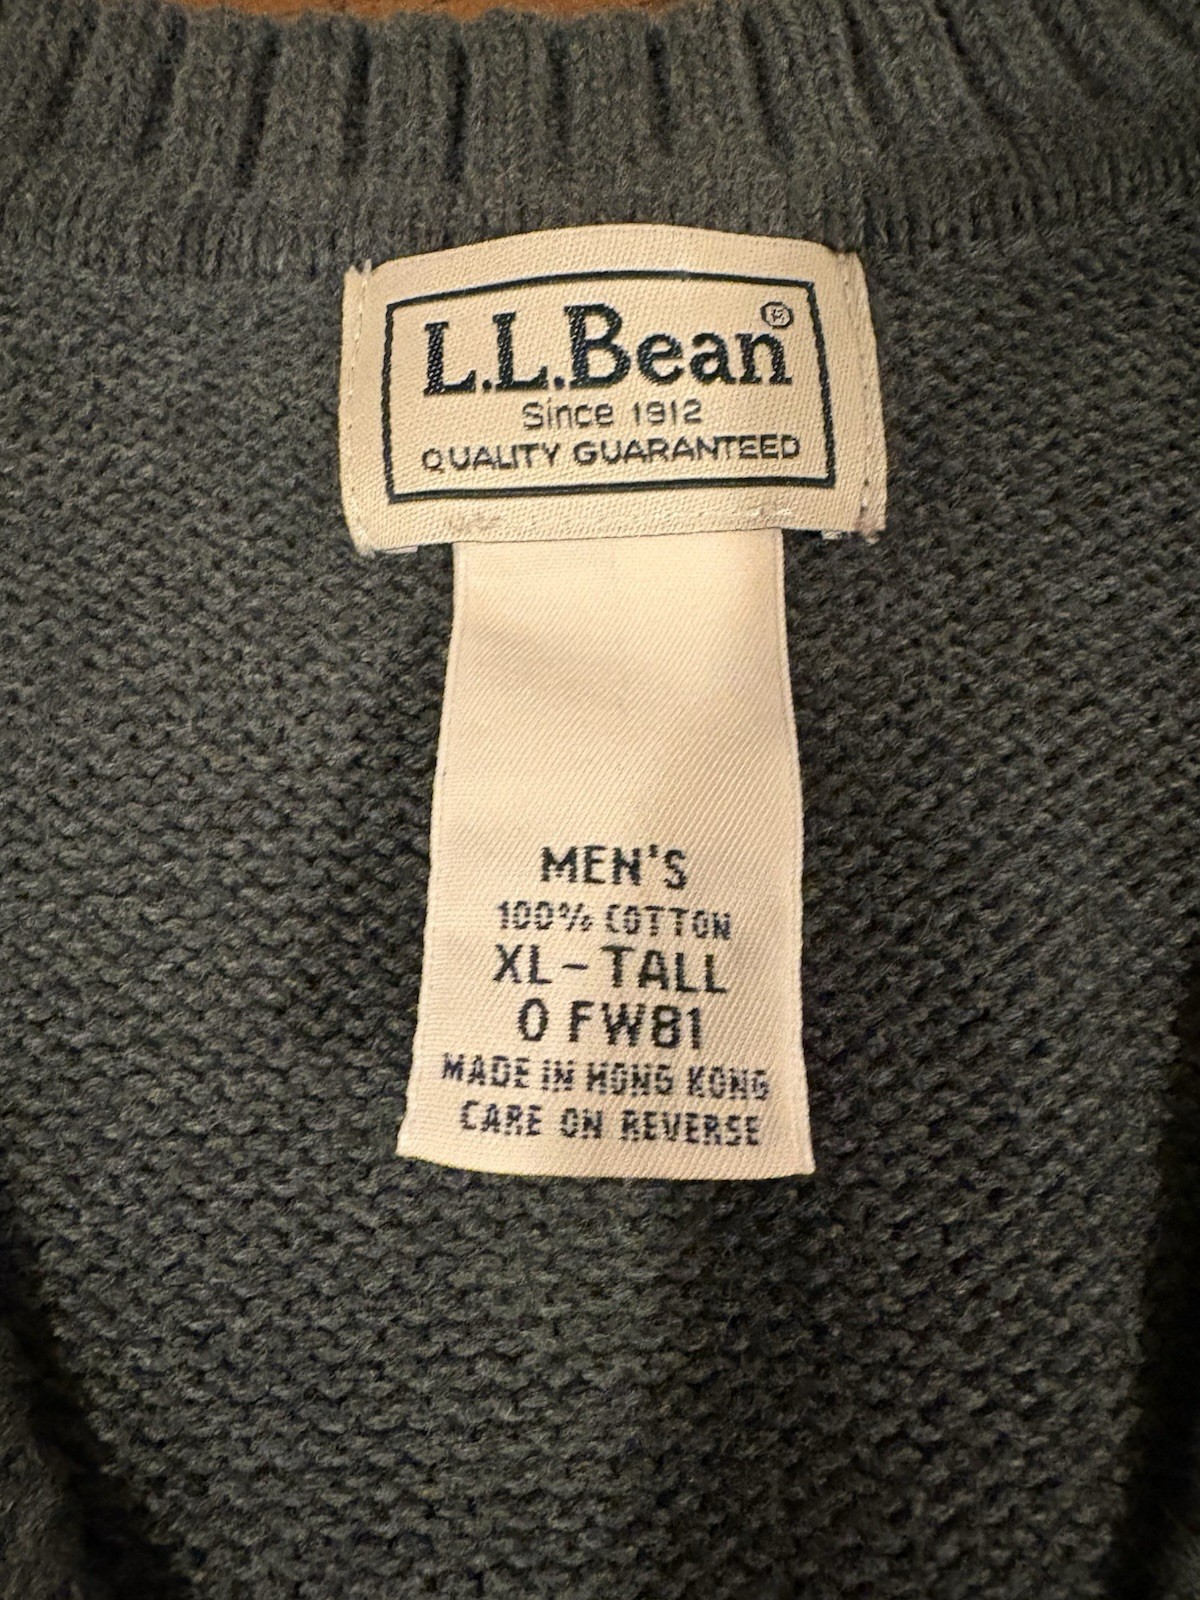 L.L.Bean®
Since 1912
QUALITY GUARANTEED
MEN'S
100% COTTON
XL-TALL
0 FW81
MADE IN HONG KONG
CARE ON REVERSE